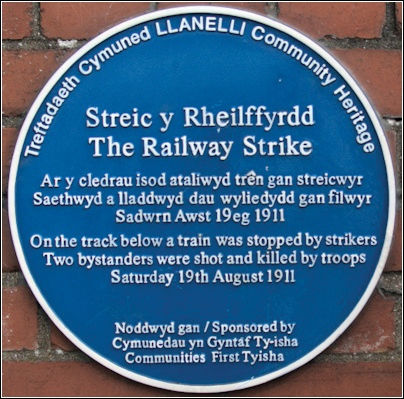 Treftadaeth Cymuned LLANELLI Community Heritage
Streic y Rheilffyrdd
The Railway Strike
Ar y cledrau isod ataliwyd trên gan streicwyr
Saethwyd a lladdwyd dau wyliedydd gan filwyr
Sadwrn Awst 19eg 1911
On the track below a train was stopped by strikers
Two bystanders were shot and killed by troops
Saturday 19th August 1911
Noddwyd gan / Sponsored by
Cymunedau yn Gyntaf Ty-isha
Communities First Tyisha